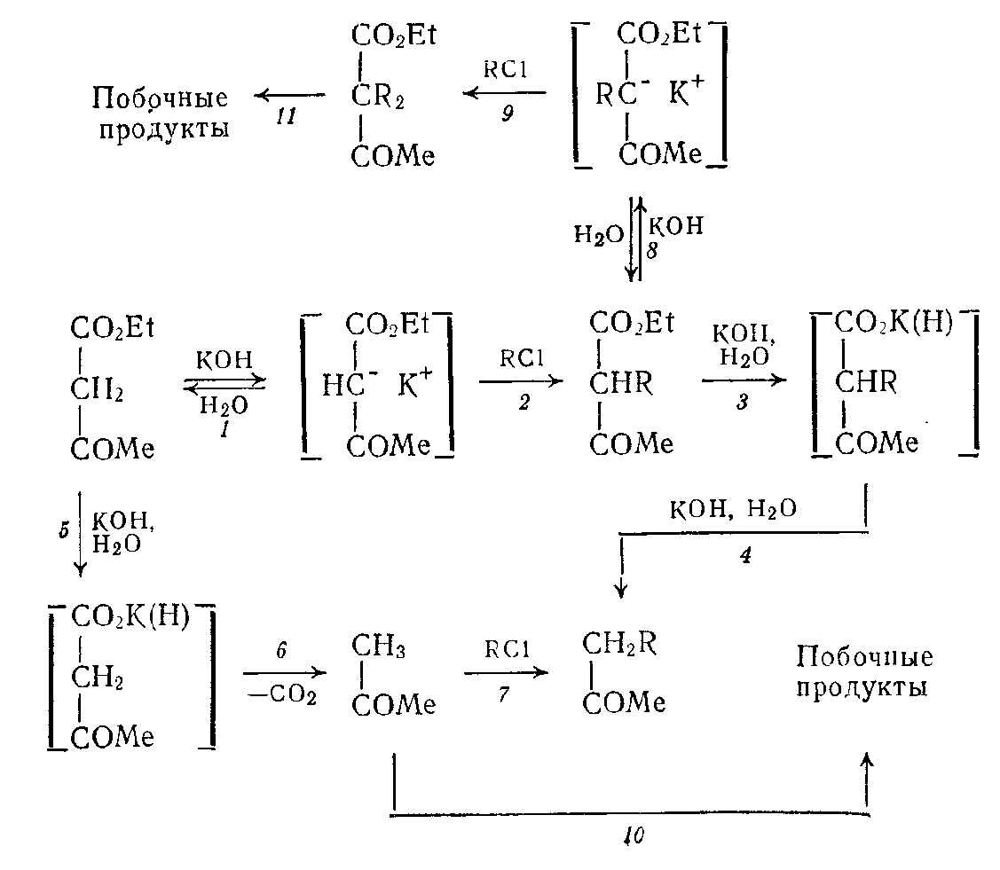 CO₂Et
CR₂
COMe
Побочные
продукты
11
RCl
9
CO₂Et
RC⁻ K⁺
COMe
H₂O
KOH
8
CO₂Et
CH₂
COMe
KOH
H₂O
1
CO₂Et
HC⁻ K⁺
COMe
RCl
2
CO₂Et
CHR
COMe
KOH,
H₂O
3
CO₂K(H)
CHR
COMe
5
KOH,
H₂O
KOH, H₂O
4
CO₂K(H)
CH₂
COMe
6
—CO₂
CH₃
COMe
RCl
7
CH₂R
COMe
Побочные
продукты
10